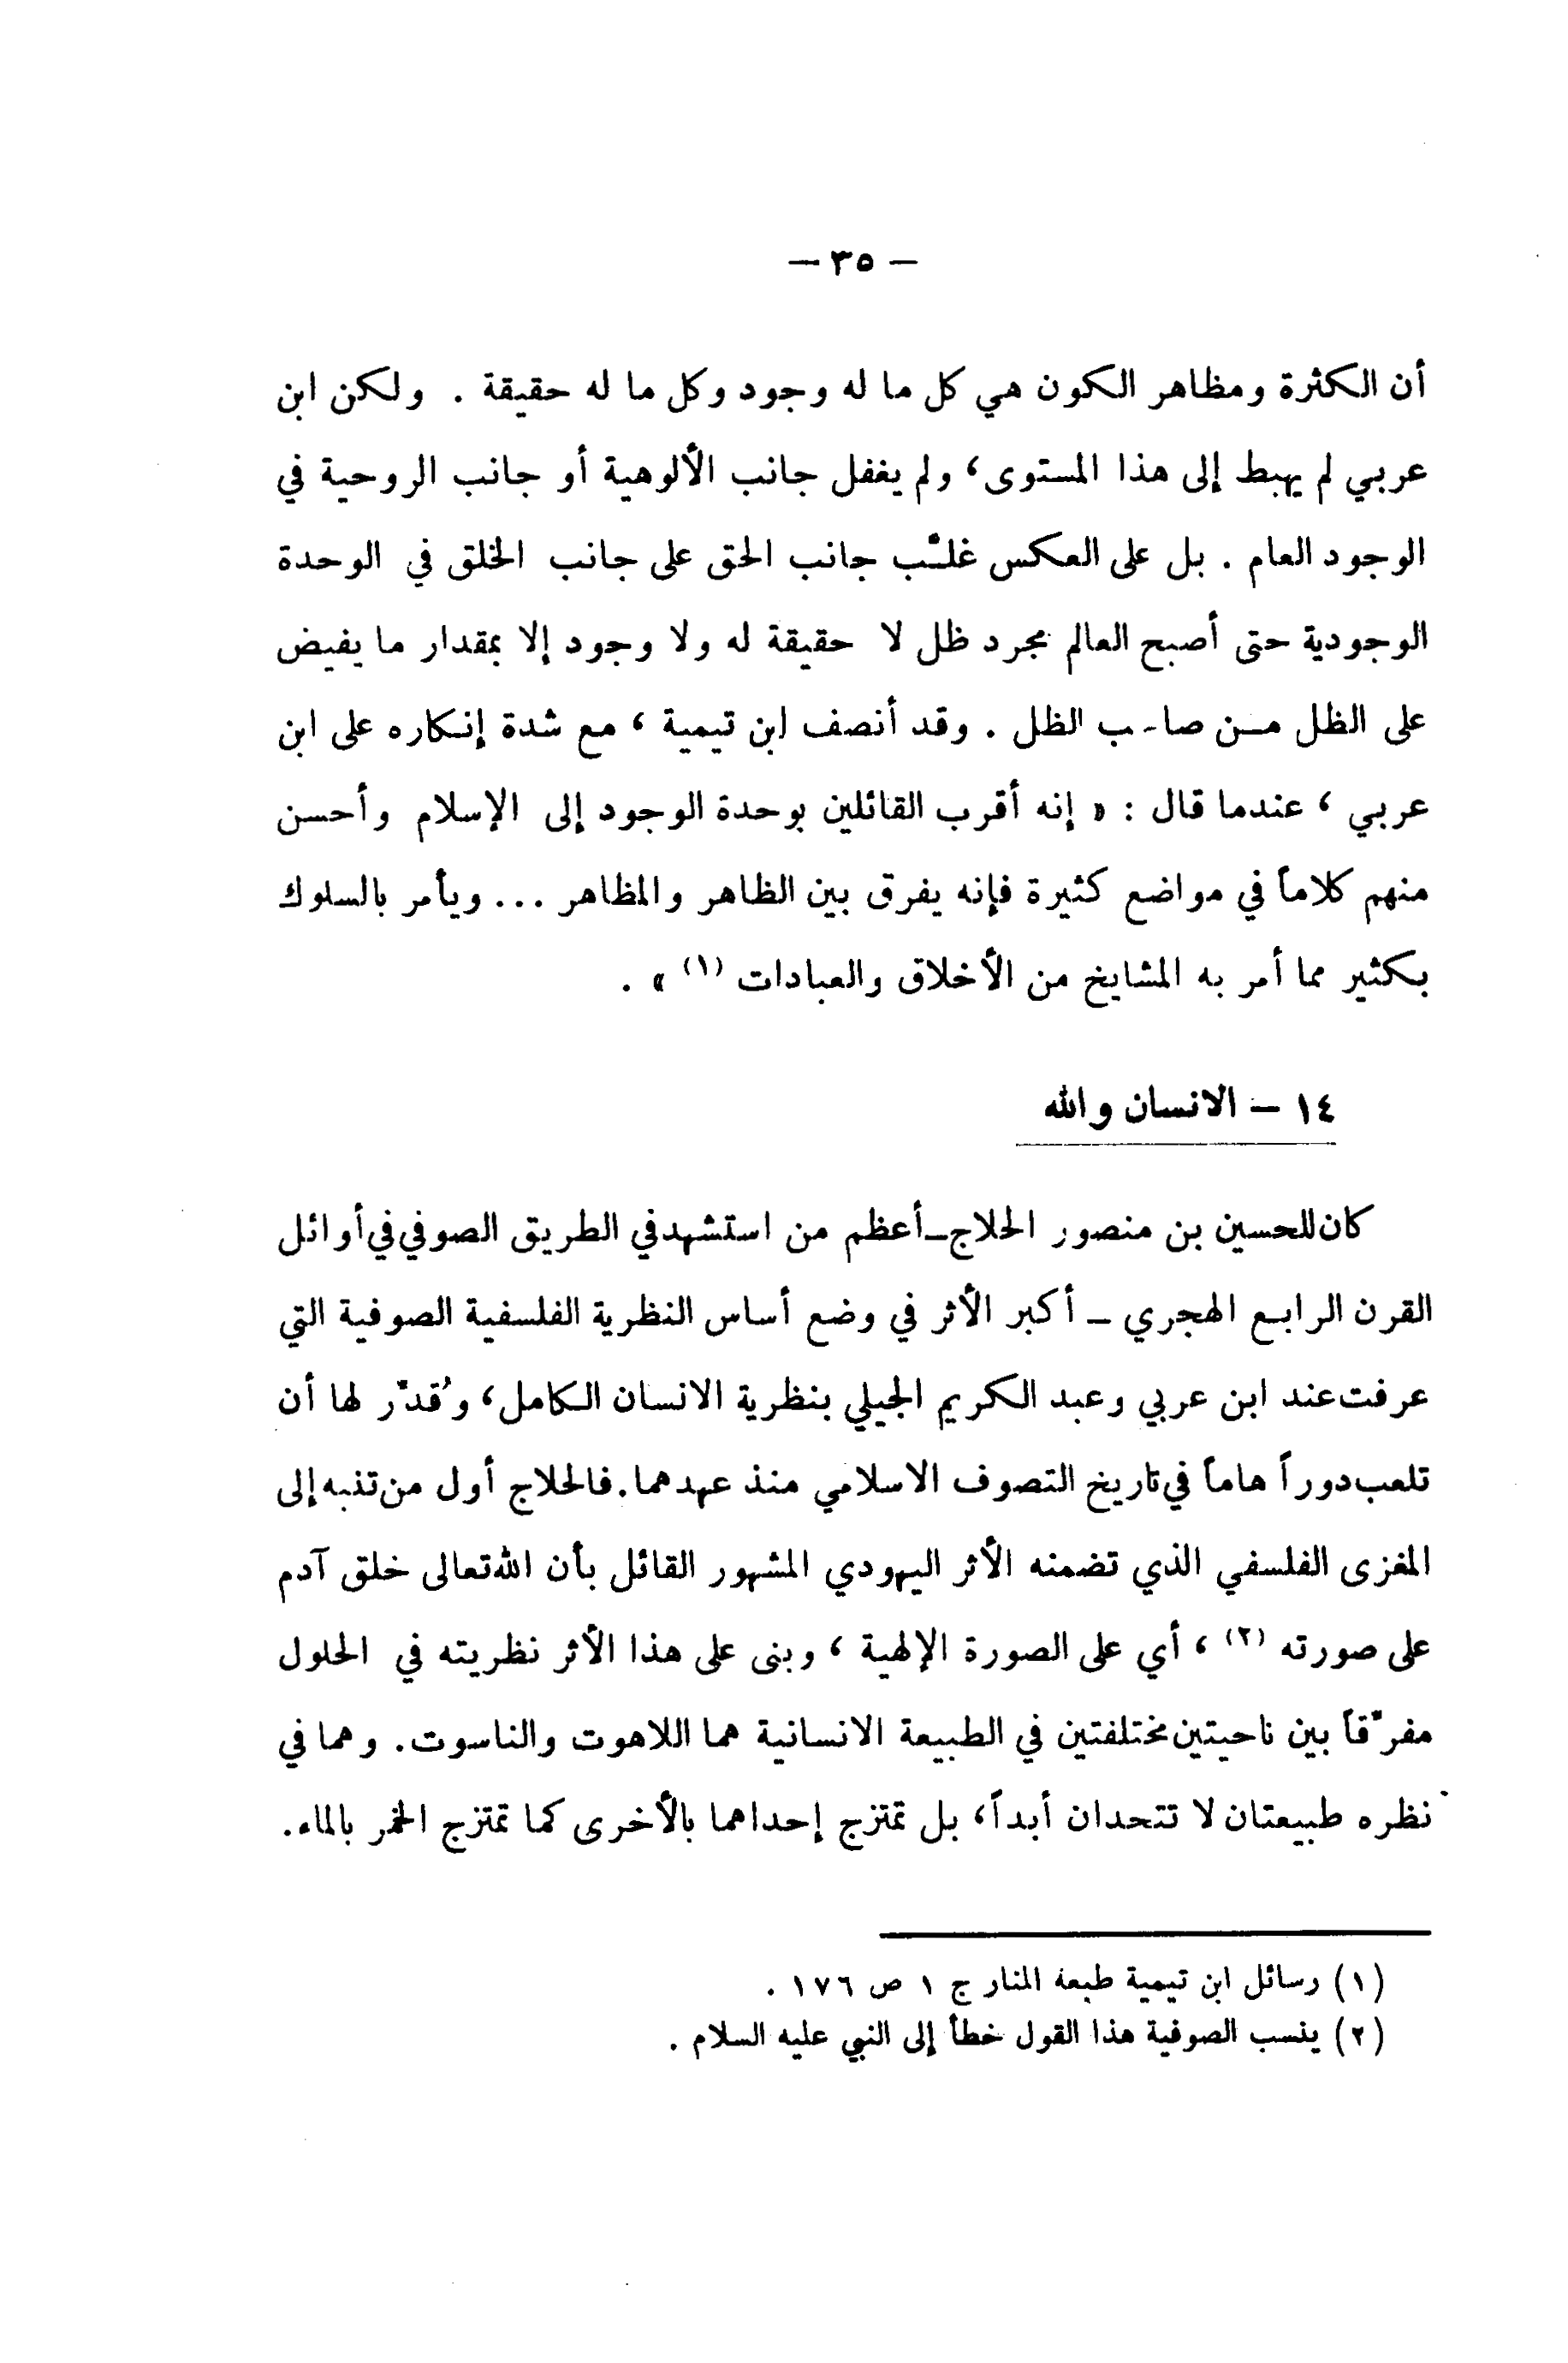 — ٣٥ —
أن الكثرة ومظاهر الكون هي كل ما له وجود وكل ما له حقيقة . ولكن ابن
عربي لم يهبط إلى هذا المستوى ، ولم يغفل جانب الألوهية أو جانب الروحية في
الوجود العام . بل على العكس غلَّب جانب الحق على جانب الخلق في الوحدة
الوجودية حتى أصبح العالم مجرد ظل لا حقيقة له ولا وجود إلا بمقدار ما يفيض
على الظل مــن الظل . وقد أنصف ابن تيمية ، مع شدة إنكاره على ابن
عربي ، عندما قال : « إنه أقرب القائلين بوحدة الوجود إلى الإسلام وأحسن
منهم كلاماً في مواضع كثيرة فإنه يفرق بين الظاهر والمظاهر ... ويأمر بالسلوك
بكثير مما أمر به المشايخ من الأخلاق والعبادات (١) » .
١٤ — الانسان والله
كان للحسين بن منصور الحلاج – أعظم من استشهد في الطريق الصوفي في أوائل
القرن الرابع الهجري – أكبر الأثر في وضع أساس النظرية الفلسفية الصوفية التي
عرفت عند ابن عربي وعبد الكريم الجيلي بنظرية الانسان الكامل ، وقُدِّر لها أن
تلعب دوراً هاماً في تاريخ التصوف الاسلامي منذ عهدهما . فالحلاج أول من تنبه إلى
المغزى الفلسفي الذي تضمنه الأثر اليهودي المشهور القائل بأن الله تعالى خلق آدم
على صورته (٢) ، أي على الصورة الإلهية ، وبنى على هذا الأثر نظريته في الحلول
مفرِّقاً بين ناحيتين مختلفتين في الطبيعة الانسانية هما اللاهوت والناسوت . وهما في
نظره طبيعتان لا تتحدان أبداً ، بل تمتزج إحداهما بالأخرى كما تمتزج الخمر بالماء .
(١) رسائل ابن تيمية طبعة المنار ج ١ ص ١٧٦ .
(٢) ينسب الصوفية هذا القول خطأ إلى النبي عليه السلام .